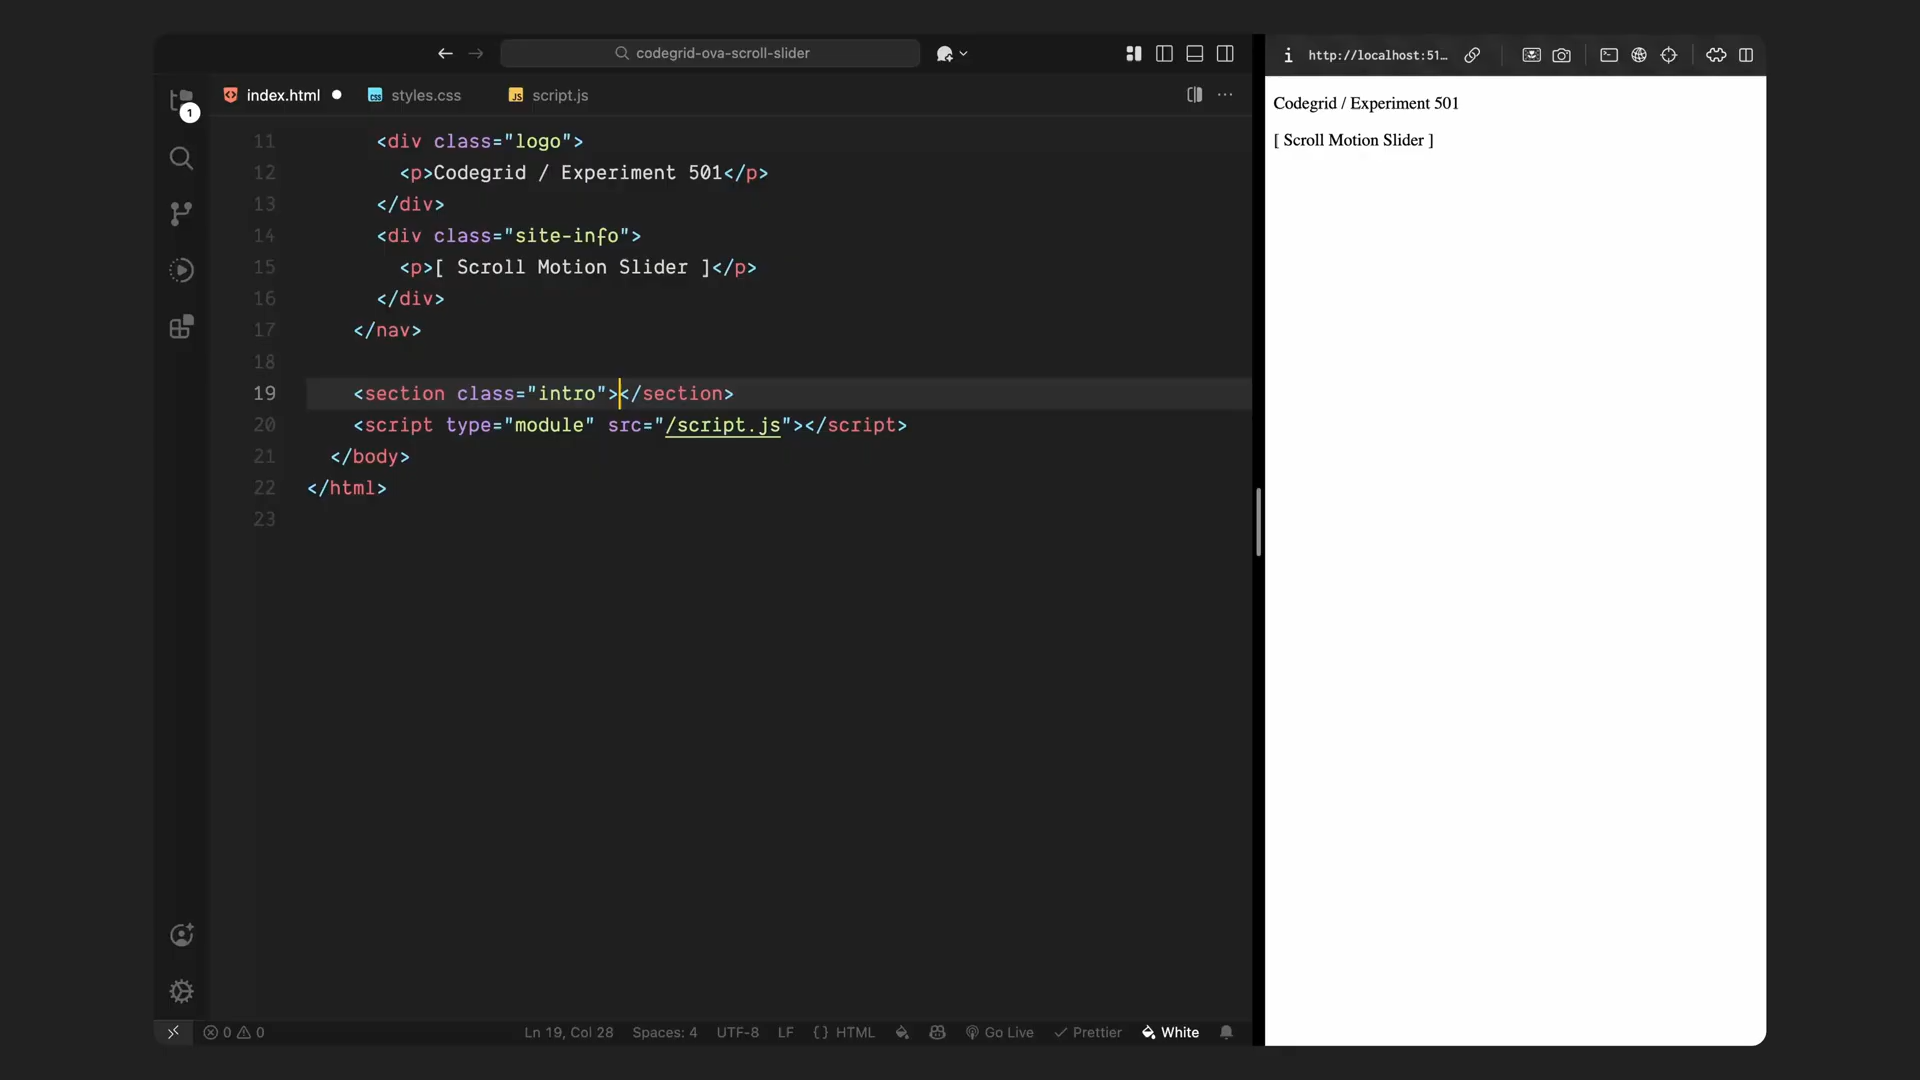 codegrid-ova-scroll-slider
http://localhost:51…
index.html
styles.css
script.js
1
11 <div class="logo">
12 <p>Codegrid / Experiment 501</p>
13 </div>
14 <div class="site-info">
15 <p>[ Scroll Motion Slider ]</p>
16 </div>
17 </nav>
18
19 <section class="intro"></section>
20 <script type="module" src="/script.js"></script>
21 </body>
22 </html>
23
Codegrid / Experiment 501
[ Scroll Motion Slider ]
0 0 Ln 19, Col 28 Spaces: 4 UTF-8 LF {} HTML Go Live Prettier White